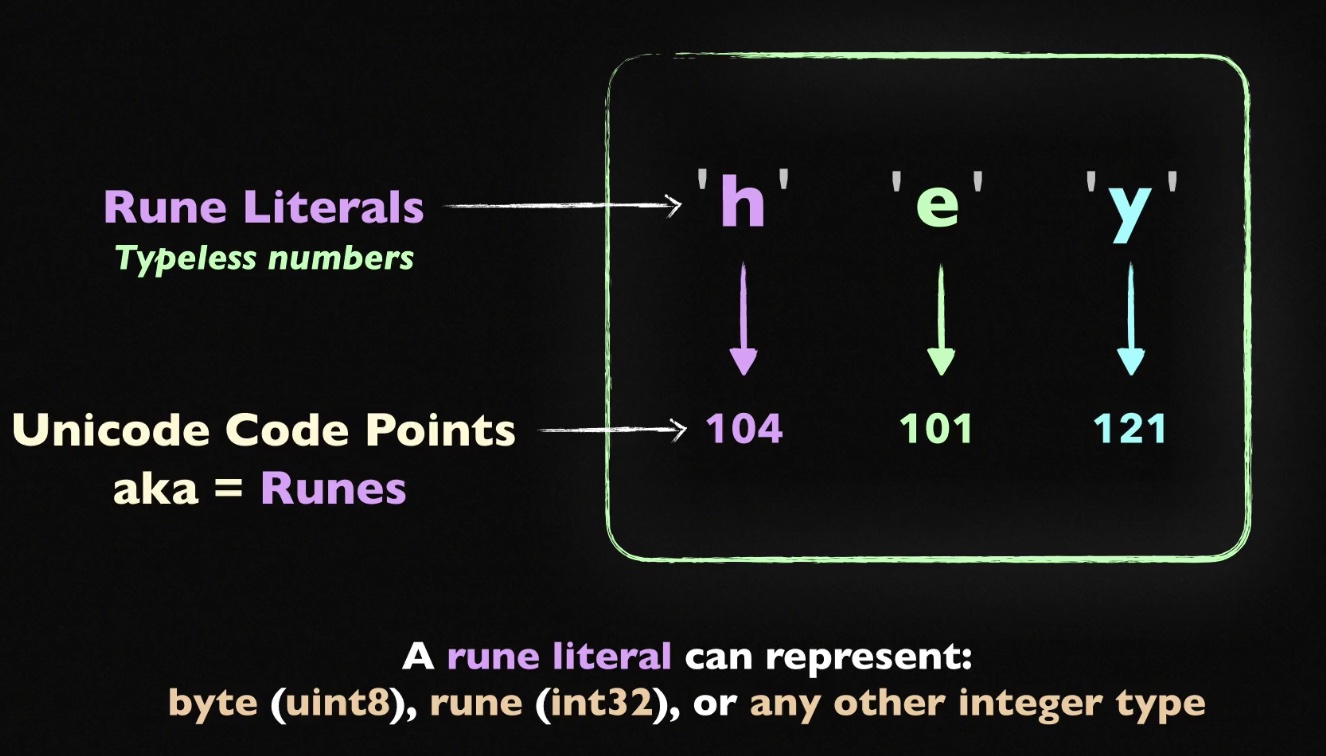 Rune Literals
Typeless numbers
'h' 'e' 'y'
Unicode Code Points
aka = Runes
104 101 121
A rune literal can represent:
byte (uint8), rune (int32), or any other integer type